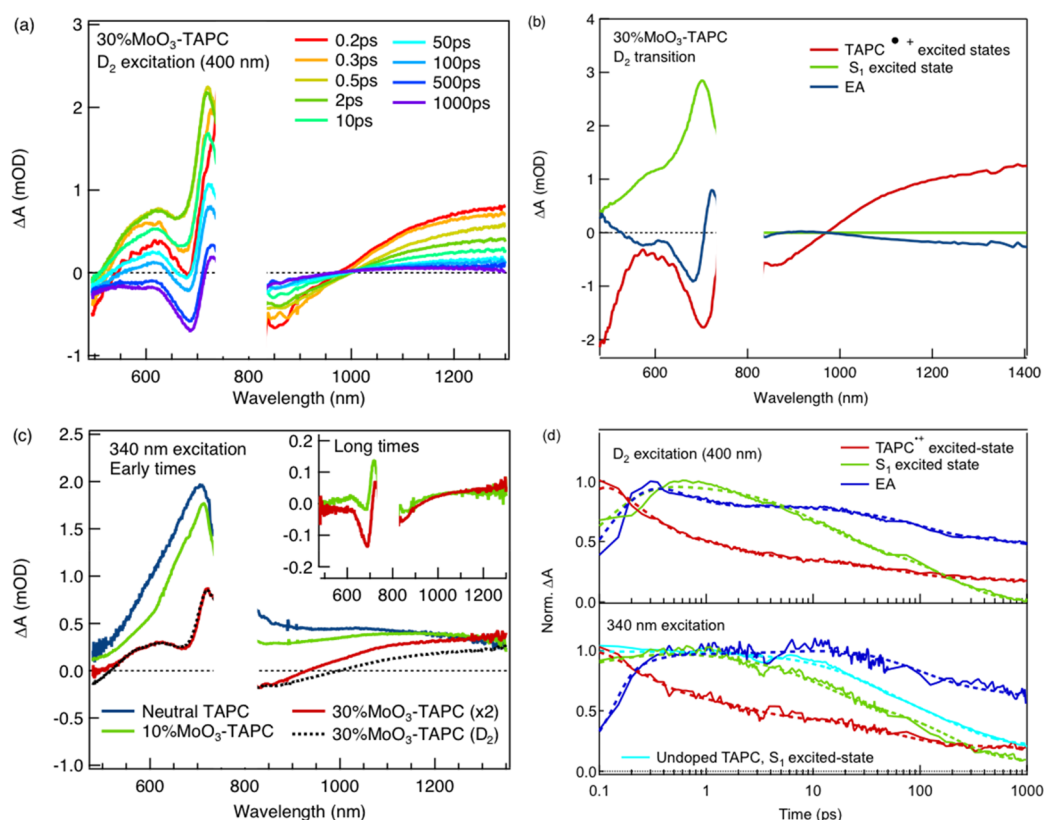 (a)
30%MoO₃-TAPC
D₂ excitation (400 nm)
0.2ps
0.3ps
0.5ps
2ps
10ps
50ps
100ps
500ps
1000ps
3
2
1
0
-1
ΔA (mOD)
600
800
1000
1200
Wavelength (nm)
(b)
30%MoO₃-TAPC
D₂ transition
TAPC•+ excited states
S₁ excited state
EA
4
3
2
1
0
-1
-2
ΔA (mOD)
600
800
1000
1200
1400
Wavelength (nm)
(c)
340 nm excitation
Early times
Long times
0.2
0.1
0.0
-0.1
-0.2
600
800
1000
1200
2.5
2.0
1.5
1.0
0.5
0.0
-0.5
-1.0
ΔA (mOD)
Neutral TAPC
10%MoO₃-TAPC
30%MoO₃-TAPC (x2)
30%MoO₃-TAPC (D₂)
600
800
1000
1200
Wavelength (nm)
(d)
D₂ excitation (400 nm)
TAPC•+ excited-state
S₁ excited state
EA
1.0
0.5
0.0
Norm. ΔA
340 nm excitation
1.0
0.5
0.0
Undoped TAPC, S₁ excited-state
0.1
1
10
100
1000
Time (ps)